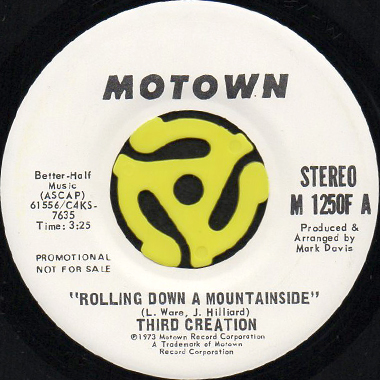 MOTOWN
Better-Half
Music
(ASCAP)
61556/C4KS-
7635
Time: 3:25
STEREO
M 1250F A
Produced &
Arranged by
Mark Davis
PROMOTIONAL
NOT FOR SALE
"ROLLING DOWN A MOUNTAINSIDE"
(L. Ware, J. Hilliard)
THIRD CREATION
©1973 Motown Record Corporation
A Trademark of Motown
Record Corporation